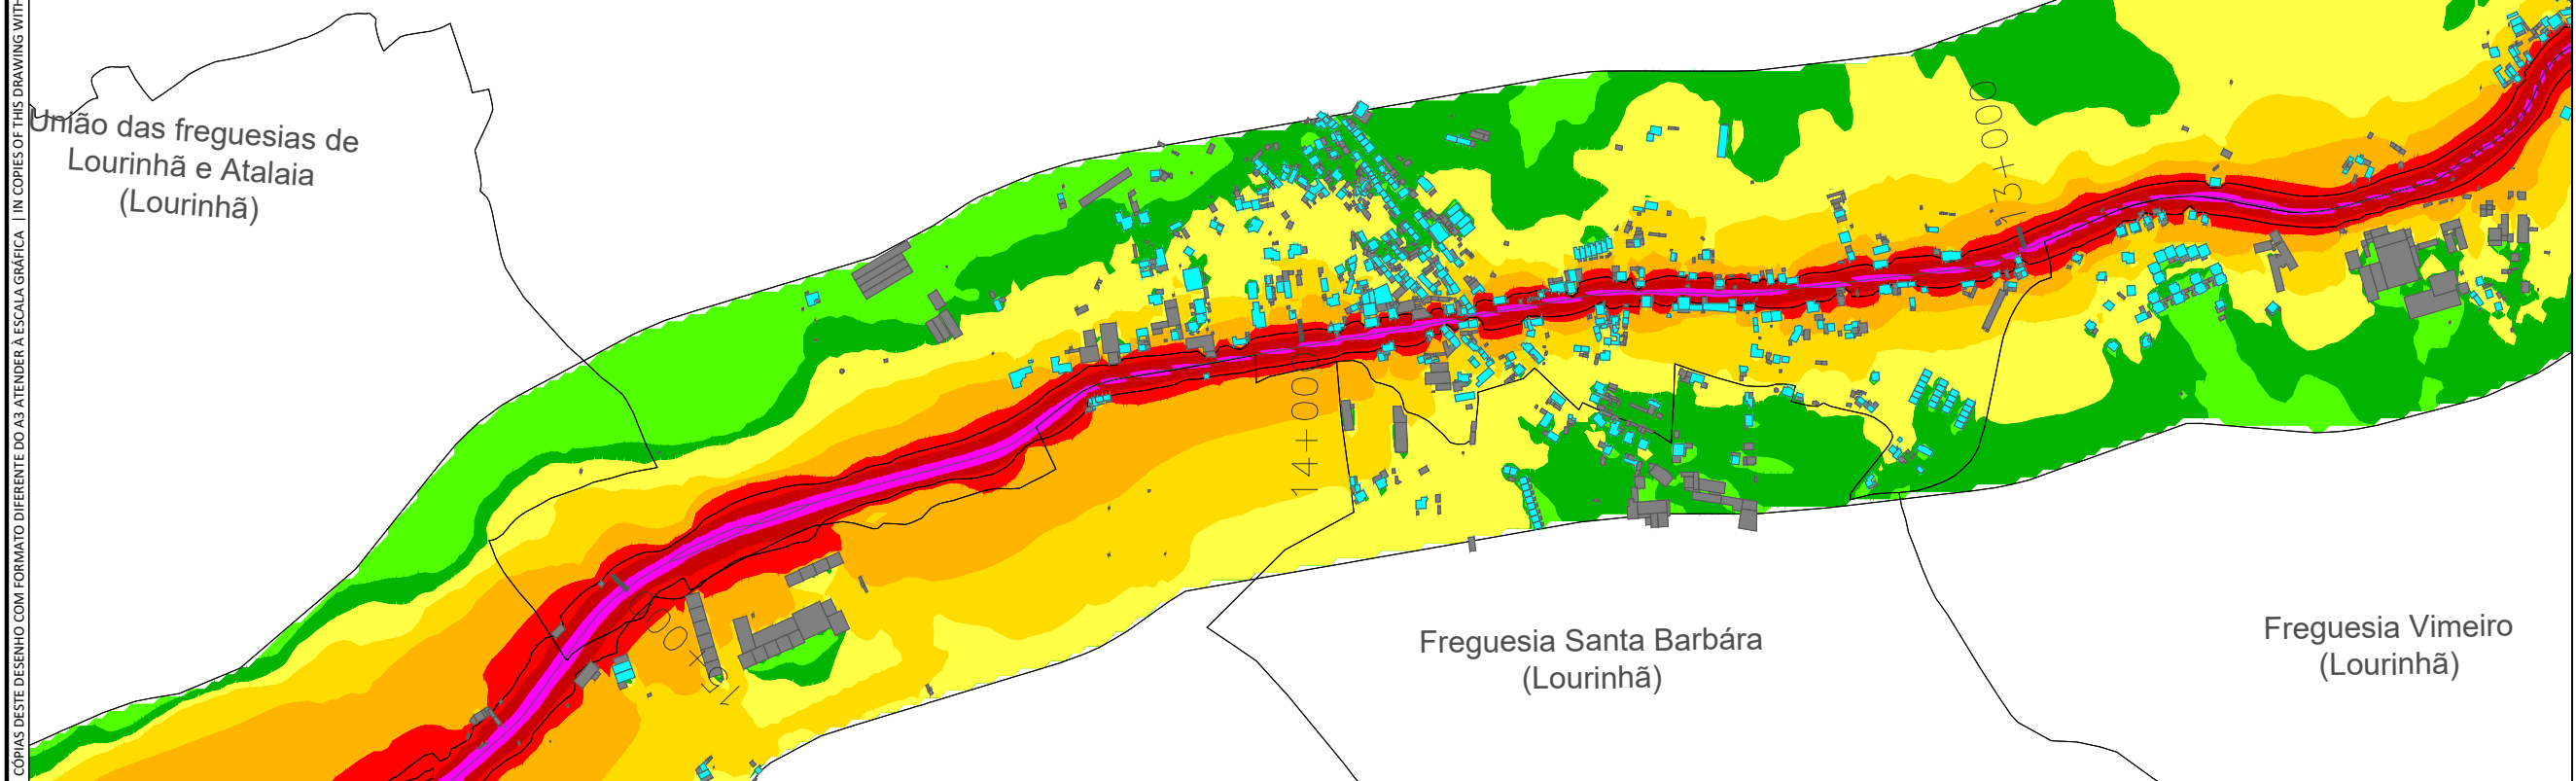 CÓPIAS DESTE DESENHO COM FORMATO DIFERENTE DO A3 ATENDER À ESCALA GRÁFICA | IN COPIES OF THIS DRAWING WITH
União das freguesias de
Lourinhã e Atalaia
(Lourinhã)
13+000
14+000
15+000
Freguesia Santa Barbára
(Lourinhã)
Freguesia Vimeiro
(Lourinhã)